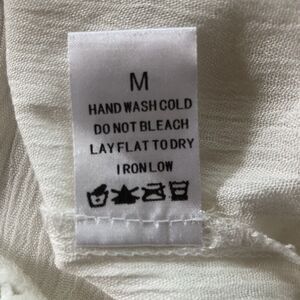 M
HAND WASH COLD
DO NOT BLEACH
LAY FLAT TO DRY
IRON LOW